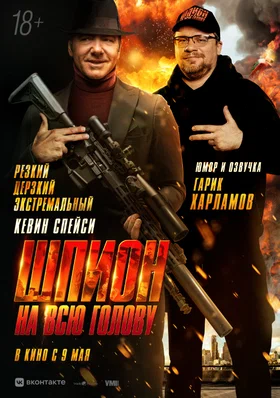 18+
РЕЗКИЙ
ДЕРЗКИЙ
ЭКСТРЕМАЛЬНЫЙ
КЕВИН СПЕЙСИ
ЮМОР И ОЗВУЧКА
ГАРИК
ХАРЛАМОВ
ШПИОН
НА ВСЮ ГОЛОВУ
В КИНО С 9 МАЯ
ВКОНТАКТЕ